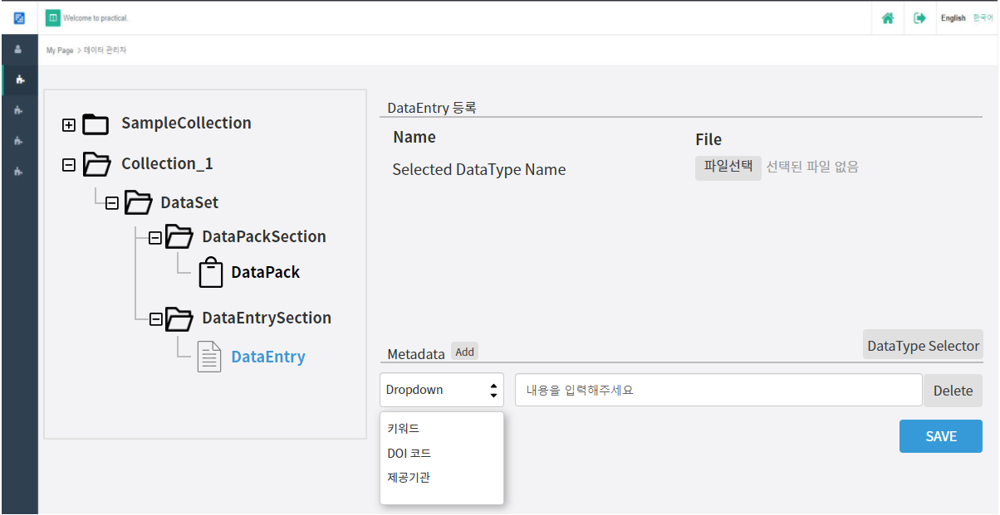 Welcome to practical.
English 한국어
My Page > 데이터 관리자
SampleCollection
Collection_1
DataSet
DataPackSection
DataPack
DataEntrySection
DataEntry
DataEntry 등록
Name
File
Selected DataType Name
파일선택 선택된 파일 없음
DataType Selector
Metadata Add
Dropdown
내용을 입력해주세요
Delete
키워드
DOI 코드
제공기관
SAVE